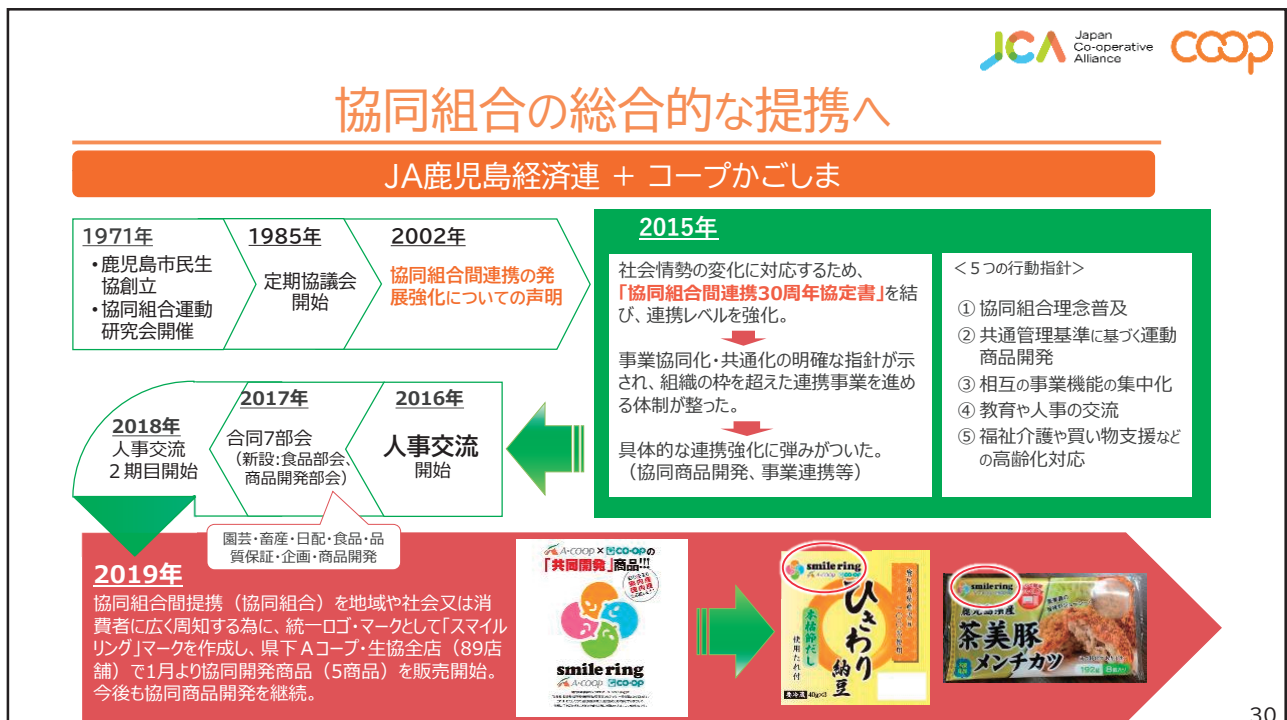 JCA Japan
Co-operative
Alliance
coop
協同組合の総合的な提携へ
JA鹿児島経済連 + コープかごしま
1971年
・鹿児島市民生
協創立
・協同組合運動
研究会開催
1985年
定期協議会
開始
2002年
協同組合間連携の発
展強化についての声明
2015年
社会情勢の変化に対応するため、
「協同組合間連携30周年協定書」を結
び、連携レベルを強化。
事業協同化・共通化の明確な指針が示
され、組織の枠を超えた連携事業を進め
る体制が整った。
具体的な連携強化に弾みがついた。
（協同商品開発、事業連携等）
＜５つの行動指針＞
① 協同組合理念普及
② 共通管理基準に基づく運動
商品開発
③ 相互の事業機能の集中化
④ 教育や人事の交流
⑤ 福祉介護や買い物支援など
の高齢化対応
2016年
人事交流
開始
2017年
合同7部会
（新設:食品部会、
商品開発部会）
2018年
人事交流
２期目開始
園芸・畜産・日配・食品・品
質保証・企画・商品開発
2019年
協同組合間提携（協同組合）を地域や社会又は消
費者に広く周知する為に、統一ロゴ・マークとして「スマイル
リング」マークを作成し、県下Ａコープ・生協全店（89店
舗）で1月より協同開発商品（5商品）を販売開始。
今後も協同商品開発を継続。
A・COOP × CO・OPの
「共同開発」商品!!!
smile ring
A・COOP CO・OP
smile ring
A・COOP CO・OP
ひきわり
納豆
本枯節だし
使用たれ付
要冷蔵 40g×3
smile ring
鹿児島県産
茶美豚
メンチカツ
192g 8個入り
30